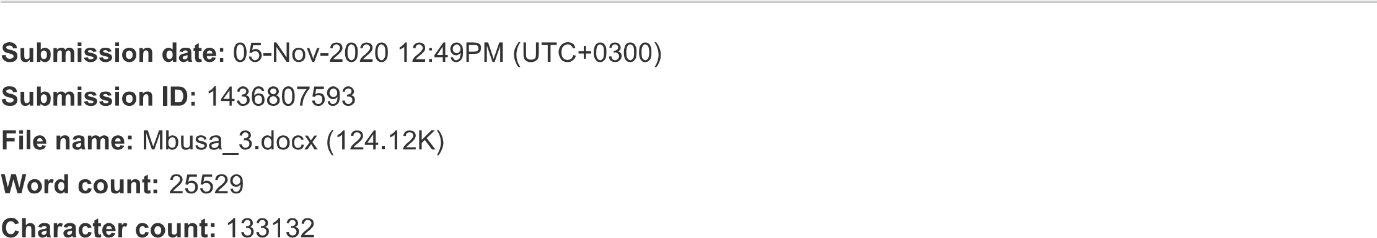 Submission date: 05-Nov-2020 12:49PM (UTC+0300)
Submission ID: 1436807593
File name: Mbusa_3.docx (124.12K)
Word count: 25529
Character count: 133132